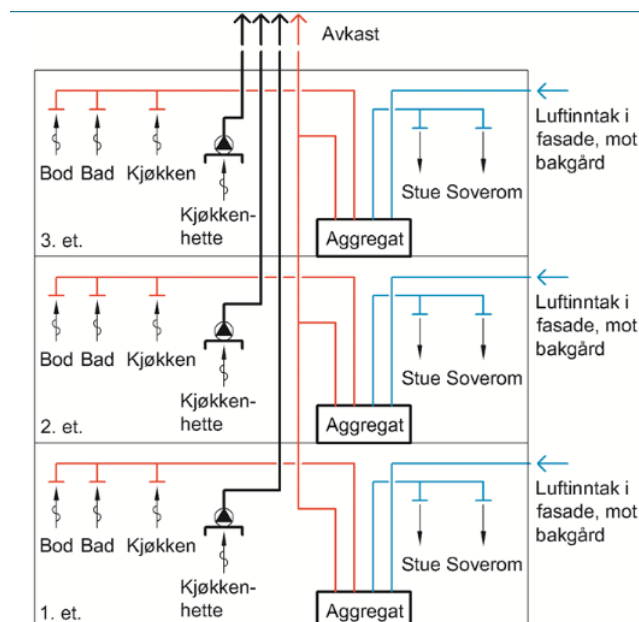 Avkast
Luftinntak i
fasade, mot
bakgård
Bod Bad Kjøkken
Stue Soverom
Kjøkken-
hette
3. et.
Aggregat
Luftinntak i
fasade, mot
bakgård
Bod Bad Kjøkken
Stue Soverom
Kjøkken-
hette
2. et.
Aggregat
Luftinntak i
fasade, mot
bakgård
Bod Bad Kjøkken
Stue Soverom
Kjøkken-
hette
1. et.
Aggregat